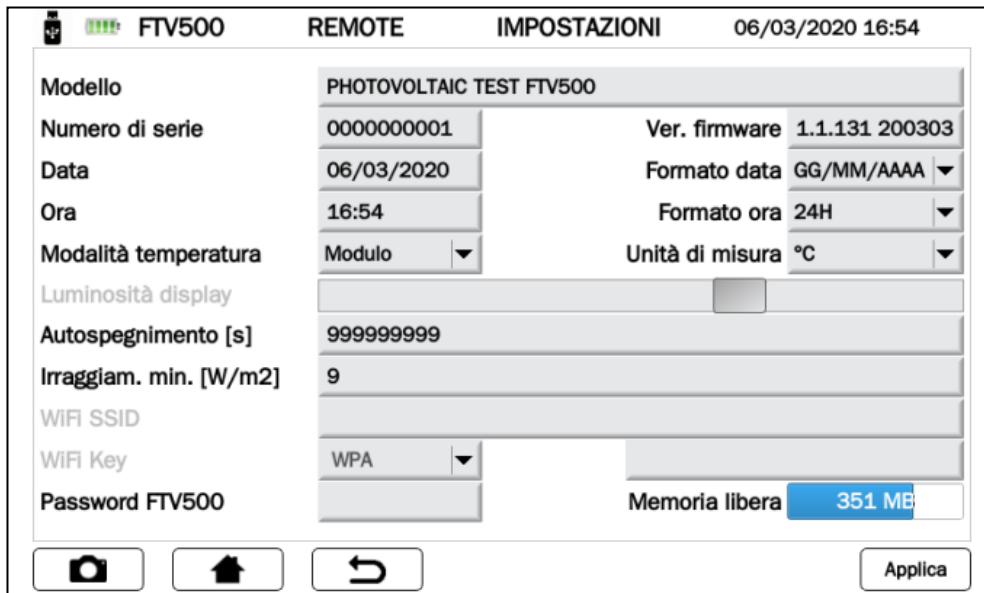 FTV500 REMOTE IMPOSTAZIONI 06/03/2020 16:54
Modello PHOTOVOLTAIC TEST FTV500
Numero di serie 0000000001 Ver. firmware 1.1.131 200303
Data 06/03/2020 Formato data GG/MM/AAAA
Ora 16:54 Formato ora 24H
Modalità temperatura Modulo Unità di misura °C
Luminosità display
Autospegnimento [s] 999999999
Irraggiam. min. [W/m2] 9
WiFi SSID
WiFi Key WPA
Password FTV500 Memoria libera 351 MB
Applica